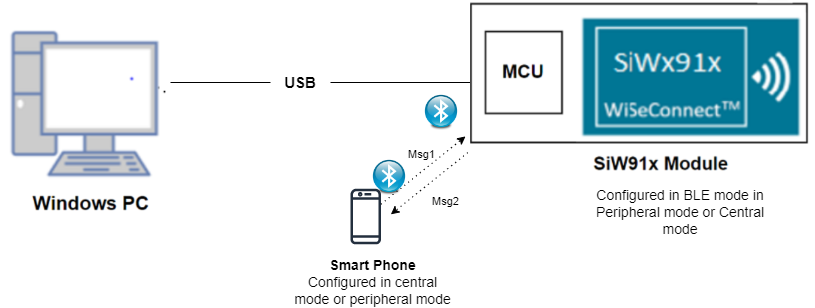 MCU
SiWx91x
WiSeConnect™
USB
Msg1
Msg2
SiW91x Module
Configured in BLE mode in
Peripheral mode or Central
mode
Windows PC
Smart Phone
Configured in central
mode or peripheral mode